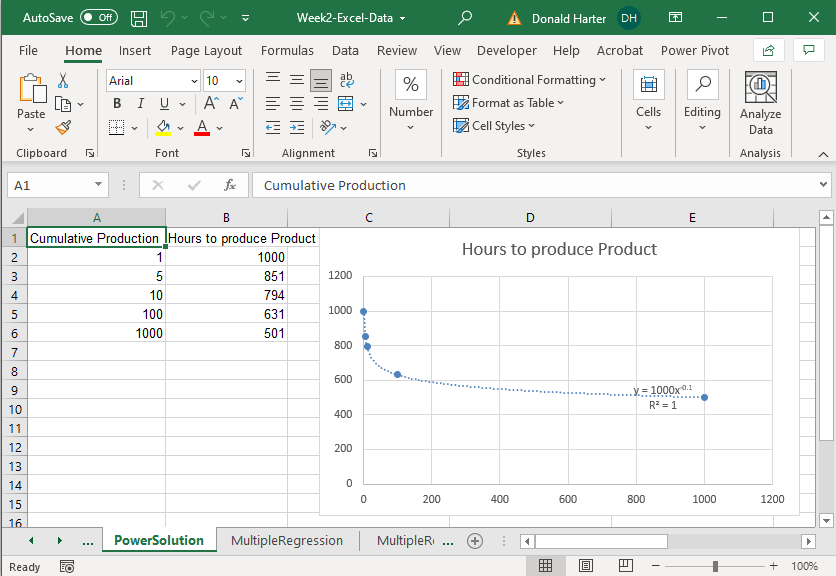 AutoSave Off Week2-Excel-Data Donald Harter DH
File Home Insert Page Layout Formulas Data Review View Developer Help Acrobat Power Pivot
Paste
Clipboard
Arial 10
B I U A A
A
Font
ab
c
Alignment
%
Number
Conditional Formatting
Format as Table
Cell Styles
Styles
Cells
Editing
Analyze
Data
Analysis
A1 fx Cumulative Production
A B C D E
1 Cumulative Production Hours to produce Product
2 1 1000
3 5 851
4 10 794
5 100 631
6 1000 501
7
8
9
10
11
12
13
14
15
16
Hours to produce Product
1200
1000
800
600
400
200
0
0 200 400 600 800 1000 1200
y = 1000x-0.1
R² = 1
... PowerSolution MultipleRegression MultipleR ...
Ready 100%